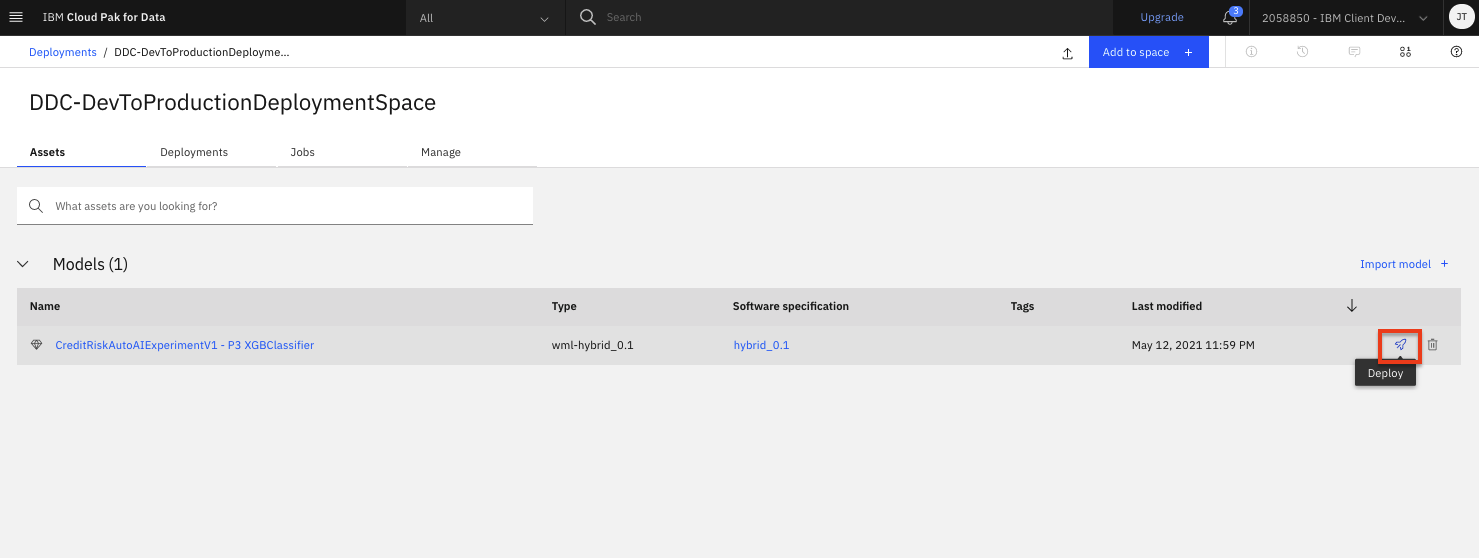 IBM Cloud Pak for Data
All
Search
Upgrade
3
2058850 - IBM Client Dev...
JT
Deployments / DDC-DevToProductionDeployme...
Add to space +
DDC-DevToProductionDeploymentSpace
Assets
Deployments
Jobs
Manage
What assets are you looking for?
Models (1)
Import model +
Name
Type
Software specification
Tags
Last modified
CreditRiskAutoAIExperimentV1 - P3 XGBClassifier
wml-hybrid_0.1
hybrid_0.1
May 12, 2021 11:59 PM
Deploy